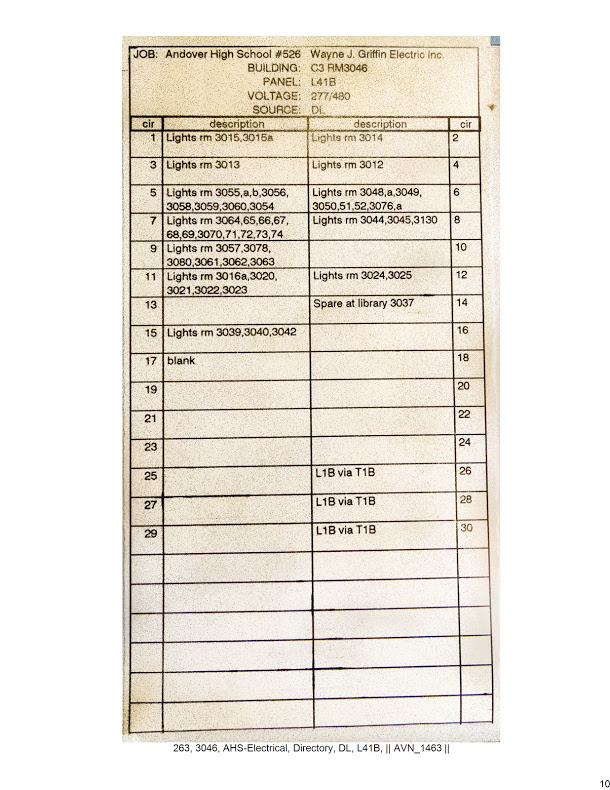 JOB: Andover High School #526 Wayne J. Griffin Electric Inc.
BUILDING: C3 RM3046
PANEL: L41B
VOLTAGE: 277/480
SOURCE: DL
cir description description cir
1 Lights rm 3015,3015a Lights rm 3014 2
3 Lights rm 3013 Lights rm 3012 4
5 Lights rm 3055,a,b,3056, Lights rm 3048,a,3049, 6
3058,3059,3060,3054 3050,51,52,3076,a
7 Lights rm 3064,65,66,67, Lights rm 3044,3045,3130 8
68,69,3070,71,72,73,74
9 Lights rm 3057,3078, 10
3080,3061,3062,3063
11 Lights rm 3016a,3020, Lights rm 3024,3025 12
3021,3022,3023
13 Spare at library 3037 14
15 Lights rm 3039,3040,3042 16
17 blank 18
19 20
21 22
23 24
25 L1B via T1B 26
27 L1B via T1B 28
29 L1B via T1B 30
263, 3046, AHS-Electrical, Directory, DL, L41B, || AVN_1463 ||
10